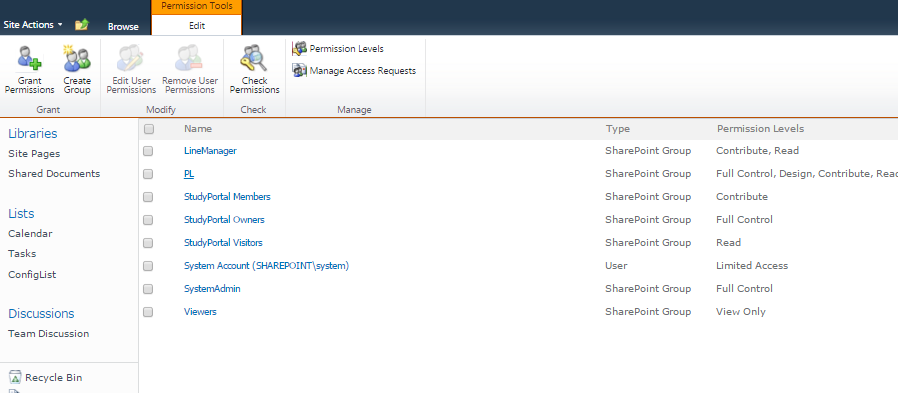 Permission Tools
Site Actions
Browse
Edit
Grant Permissions
Create Group
Edit User Permissions
Remove User Permissions
Check Permissions
Permission Levels
Manage Access Requests
Grant
Modify
Check
Manage
Libraries
Site Pages
Shared Documents
Lists
Calendar
Tasks
ConfigList
Discussions
Team Discussion
Recycle Bin
Name Type Permission Levels
LineManager SharePoint Group Contribute, Read
PL SharePoint Group Full Control, Design, Contribute, Read
StudyPortal Members SharePoint Group Contribute
StudyPortal Owners SharePoint Group Full Control
StudyPortal Visitors SharePoint Group Read
System Account (SHAREPOINT\system) User Limited Access
SystemAdmin SharePoint Group Full Control
Viewers SharePoint Group View Only